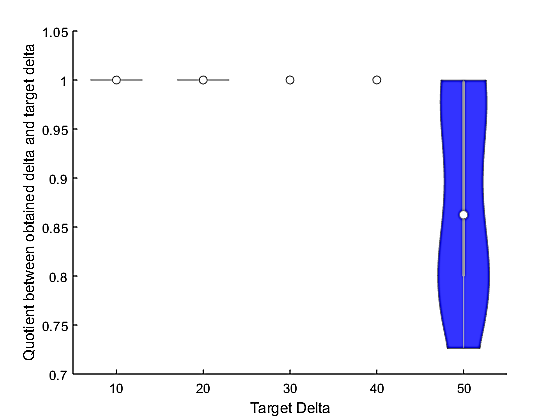 Quotient between obtained delta and target delta
1.05
1
0.95
0.9
0.85
0.8
0.75
0.7
10 20 30 40 50
Target Delta